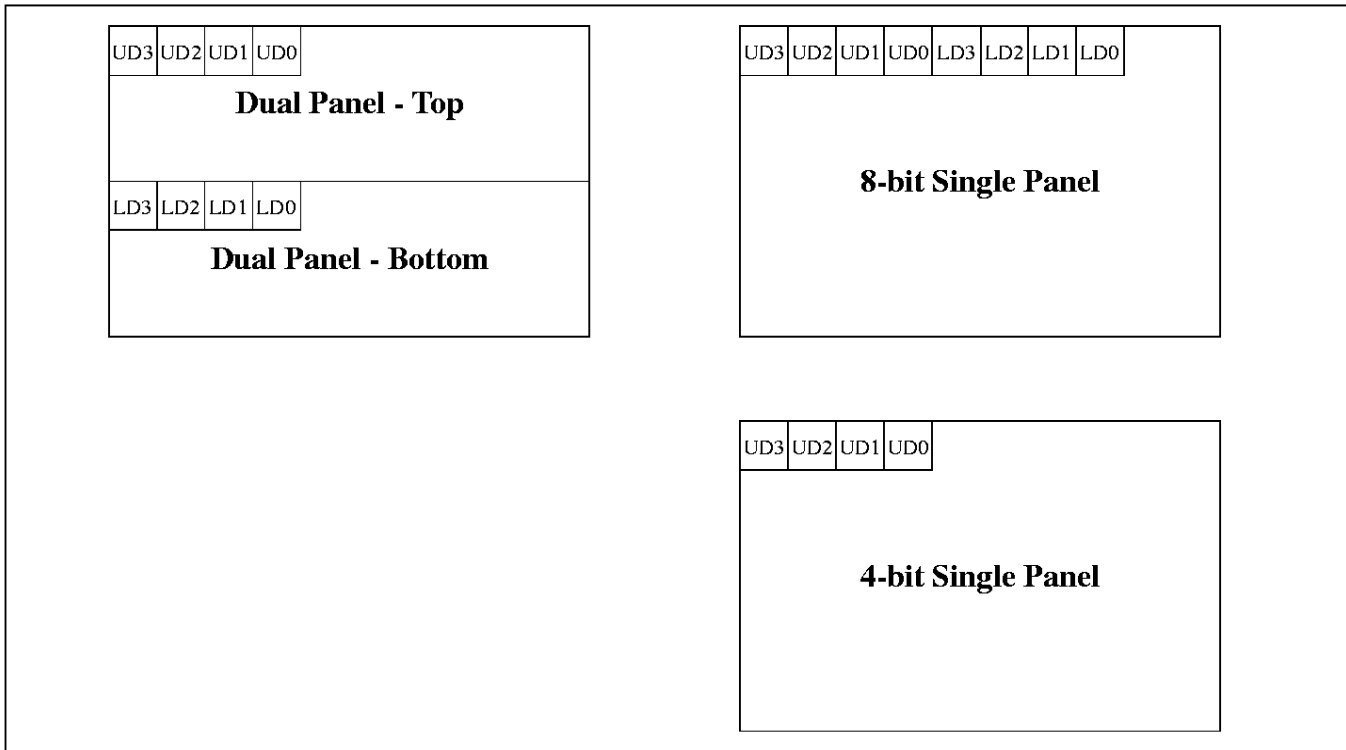 UD3 UD2 UD1 UD0
Dual Panel - Top
LD3 LD2 LD1 LD0
Dual Panel - Bottom
UD3 UD2 UD1 UD0 LD3 LD2 LD1 LD0
8-bit Single Panel
UD3 UD2 UD1 UD0
4-bit Single Panel